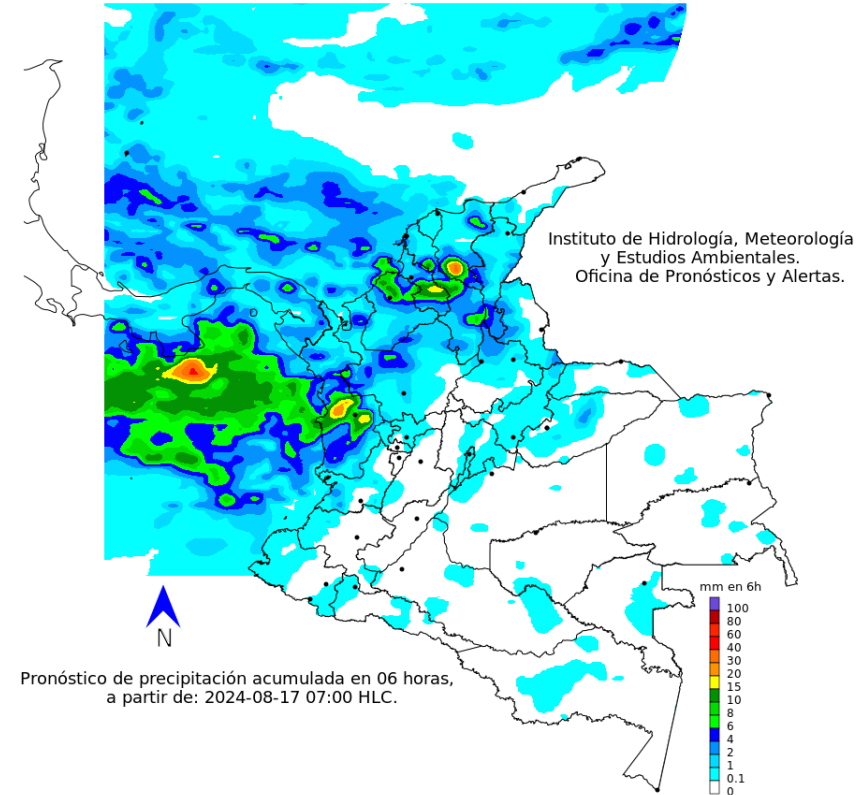 Instituto de Hidrología, Meteorología
y Estudios Ambientales.
Oficina de Pronósticos y Alertas.
mm en 6h
100
80
60
40
30
20
15
10
8
6
4
2
1
0.1
0
N
Pronóstico de precipitación acumulada en 06 horas,
a partir de: 2024-08-17 07:00 HLC.